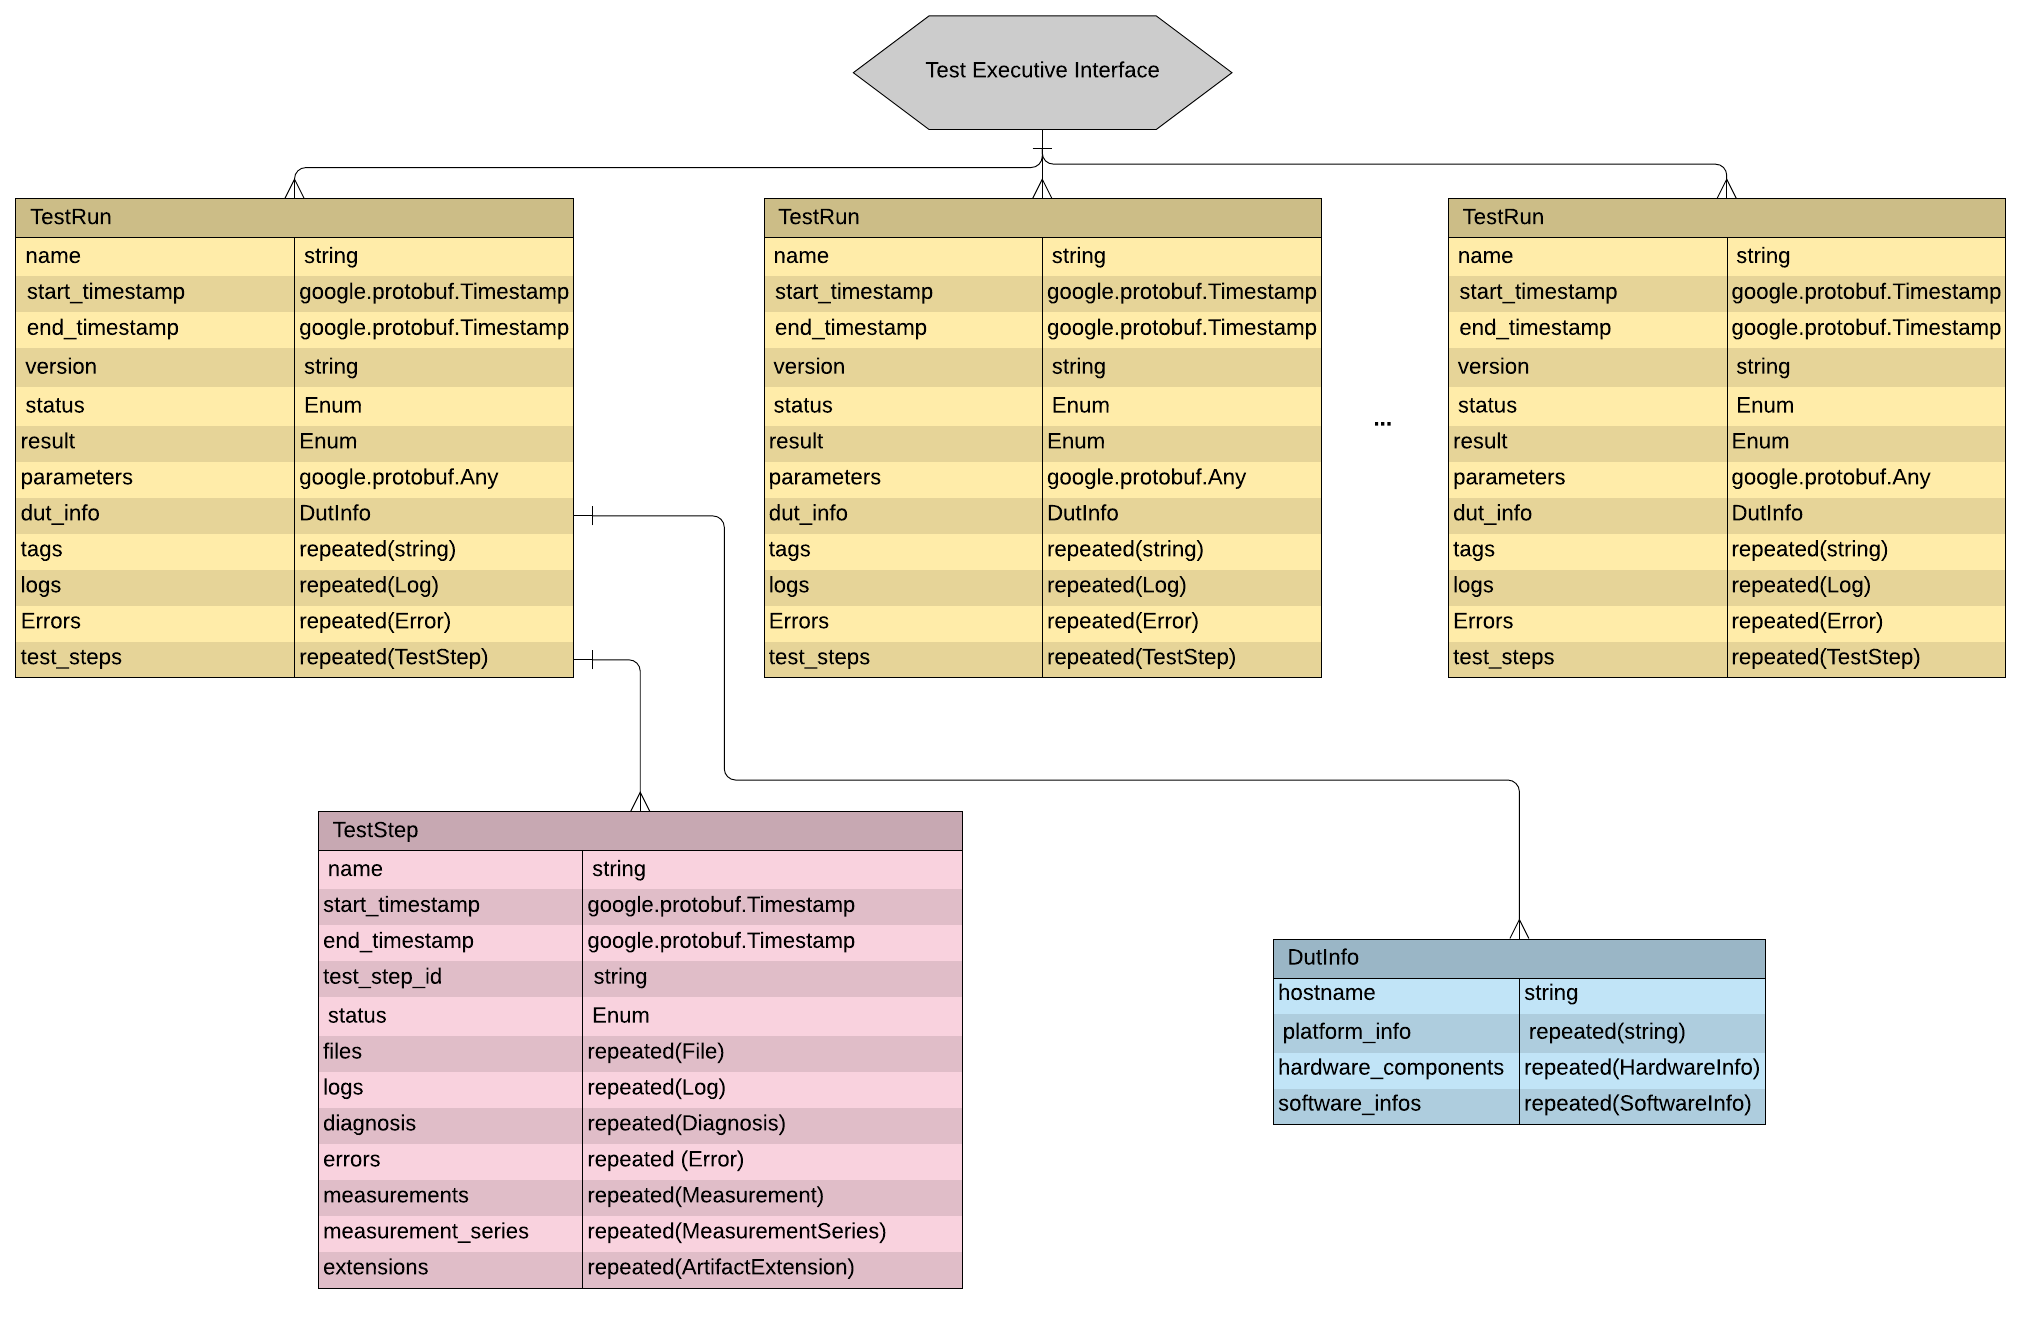 Test Executive Interface
TestRun
name string
start_timestamp google.protobuf.Timestamp
end_timestamp google.protobuf.Timestamp
version string
status Enum
result Enum
parameters google.protobuf.Any
dut_info DutInfo
tags repeated(string)
logs repeated(Log)
Errors repeated(Error)
test_steps repeated(TestStep)
TestRun
name string
start_timestamp google.protobuf.Timestamp
end_timestamp google.protobuf.Timestamp
version string
status Enum
result Enum
parameters google.protobuf.Any
dut_info DutInfo
tags repeated(string)
logs repeated(Log)
Errors repeated(Error)
test_steps repeated(TestStep)
...
TestRun
name string
start_timestamp google.protobuf.Timestamp
end_timestamp google.protobuf.Timestamp
version string
status Enum
result Enum
parameters google.protobuf.Any
dut_info DutInfo
tags repeated(string)
logs repeated(Log)
Errors repeated(Error)
test_steps repeated(TestStep)
TestStep
name string
start_timestamp google.protobuf.Timestamp
end_timestamp google.protobuf.Timestamp
test_step_id string
status Enum
files repeated(File)
logs repeated(Log)
diagnosis repeated(Diagnosis)
errors repeated (Error)
measurements repeated(Measurement)
measurement_series repeated(MeasurementSeries)
extensions repeated(ArtifactExtension)
DutInfo
hostname string
platform_info repeated(string)
hardware_components repeated(HardwareInfo)
software_infos repeated(SoftwareInfo)